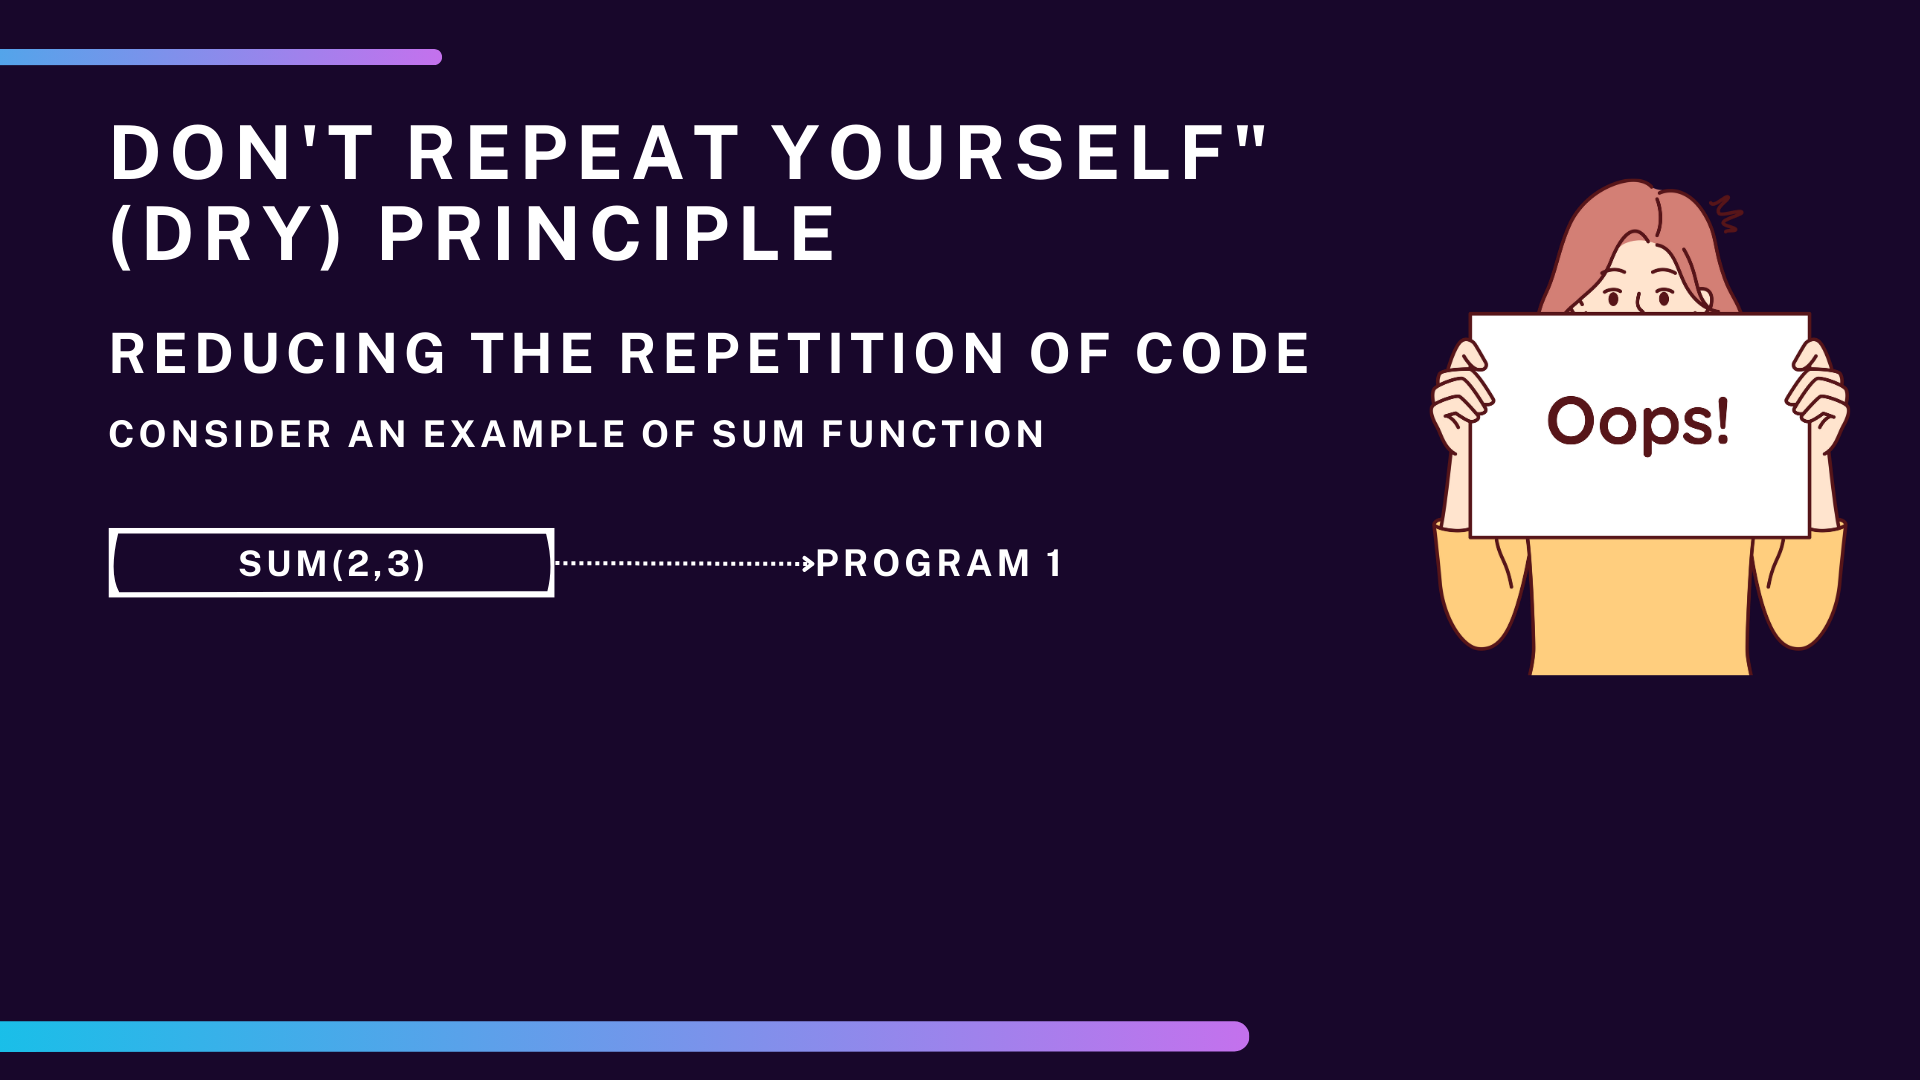 DON'T REPEAT YOURSELF"
(DRY) PRINCIPLE
REDUCING THE REPETITION OF CODE
CONSIDER AN EXAMPLE OF SUM FUNCTION
SUM(2,3)
PROGRAM 1
Oops!